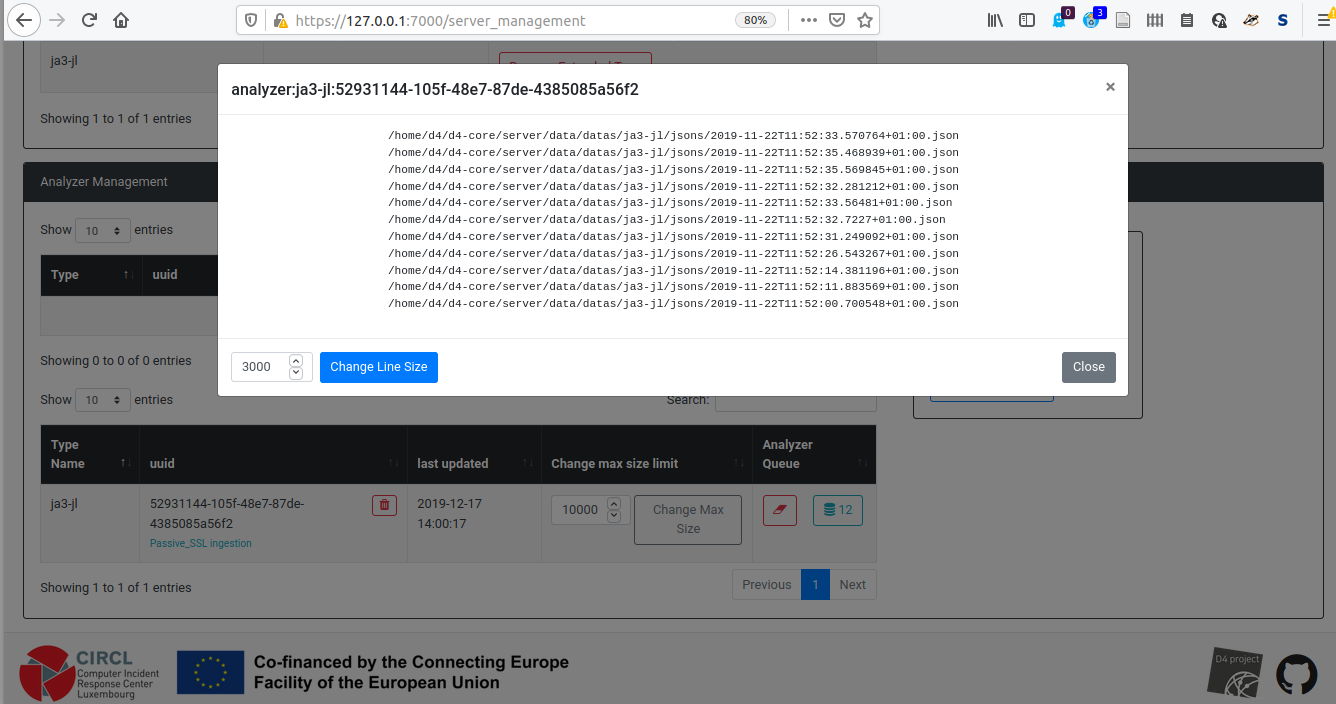 https://127.0.0.1:7000/server_management
80%
0
3
S
ja3-jl
Showing 1 to 1 of 1 entries
analyzer:ja3-jl:52931144-105f-48e7-87de-4385085a56f2
×
/home/d4/d4-core/server/data/datas/ja3-jl/jsons/2019-11-22T11:52:33.570764+01:00.json
/home/d4/d4-core/server/data/datas/ja3-jl/jsons/2019-11-22T11:52:35.468939+01:00.json
/home/d4/d4-core/server/data/datas/ja3-jl/jsons/2019-11-22T11:52:35.569845+01:00.json
/home/d4/d4-core/server/data/datas/ja3-jl/jsons/2019-11-22T11:52:32.281212+01:00.json
/home/d4/d4-core/server/data/datas/ja3-jl/jsons/2019-11-22T11:52:33.56481+01:00.json
/home/d4/d4-core/server/data/datas/ja3-jl/jsons/2019-11-22T11:52:32.7227+01:00.json
/home/d4/d4-core/server/data/datas/ja3-jl/jsons/2019-11-22T11:52:31.249092+01:00.json
/home/d4/d4-core/server/data/datas/ja3-jl/jsons/2019-11-22T11:52:26.543267+01:00.json
/home/d4/d4-core/server/data/datas/ja3-jl/jsons/2019-11-22T11:52:14.381196+01:00.json
/home/d4/d4-core/server/data/datas/ja3-jl/jsons/2019-11-22T11:52:11.883569+01:00.json
/home/d4/d4-core/server/data/datas/ja3-jl/jsons/2019-11-22T11:52:00.700548+01:00.json
3000
Change Line Size
Close
Analyzer Management
Show 10 entries
Type uuid
Showing 0 to 0 of 0 entries
Show 10 entries
Search:
Type Name
uuid
last updated
Change max size limit
Analyzer Queue
ja3-jl
52931144-105f-48e7-87de-
4385085a56f2
Passive_SSL ingestion
2019-12-17
14:00:17
10000
Change Max
Size
12
Showing 1 to 1 of 1 entries
Previous 1 Next
CIRCL
Computer Incident
Response Center
Luxembourg
Co-financed by the Connecting Europe
Facility of the European Union
D4 project